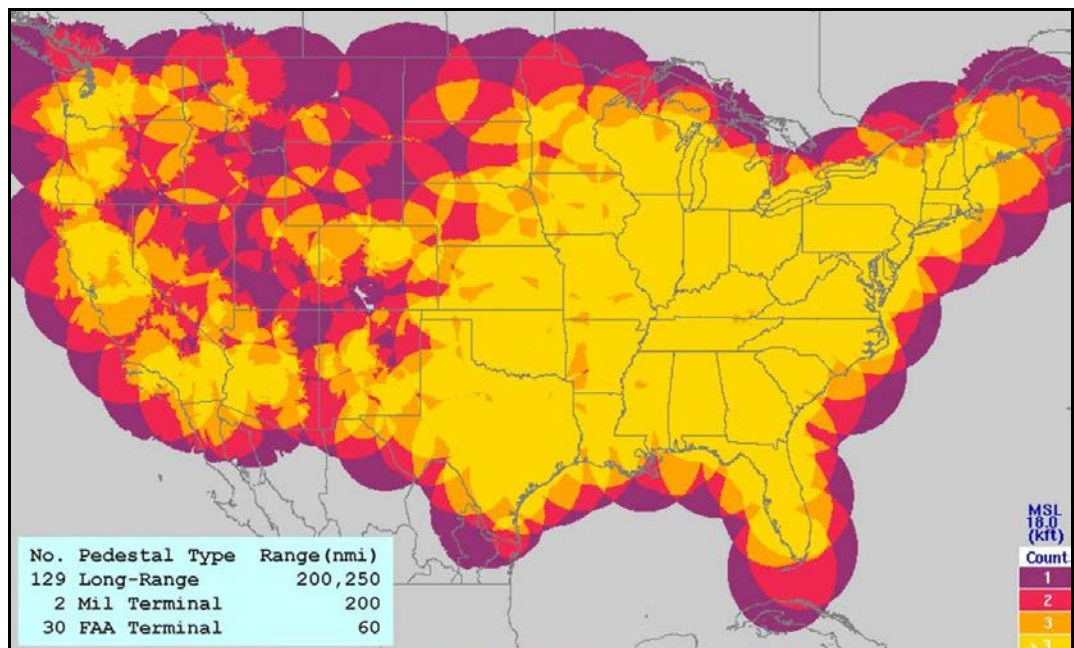 No. Pedestal Type Range(nmi)
129 Long-Range 200,250
2 Mil Terminal 200
30 FAA Terminal 60
MSL
18.0
(kft)
Count
1
2
3
>3